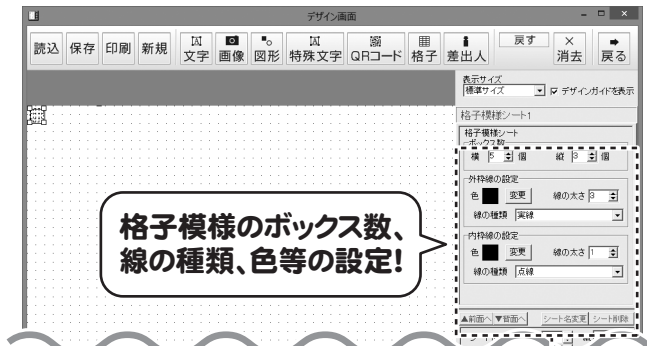 デザイン画面
読込 保存 印刷 新規 文字 画像 図形 特殊文字 QRコード 格子 差出人 戻す 消去 戻る
表示サイズ
標準サイズ デザインガイドを表示
格子模様シート1
格子模様シート
ボックス数
横 5 個 縦 3 個
外枠線の設定
色 変更 線の太さ 3
線の種類 実線
内枠線の設定
色 変更 線の太さ 1
線の種類 点線
格子模様のボックス数、
線の種類、色等の設定!
▲前面へ ▼背面へ シート名変更 シート削除